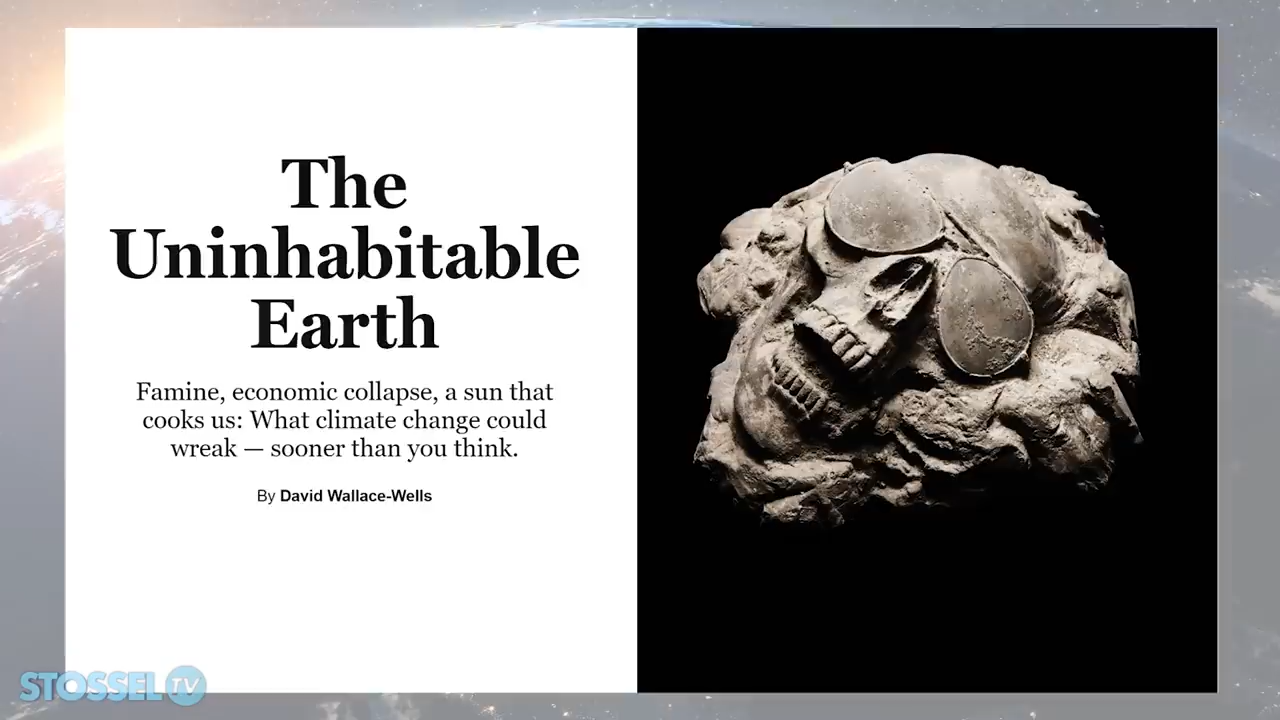 The
Uninhabitable
Earth
Famine, economic collapse, a sun that
cooks us: What climate change could
wreak — sooner than you think.
By David Wallace-Wells
STOSSEL TV